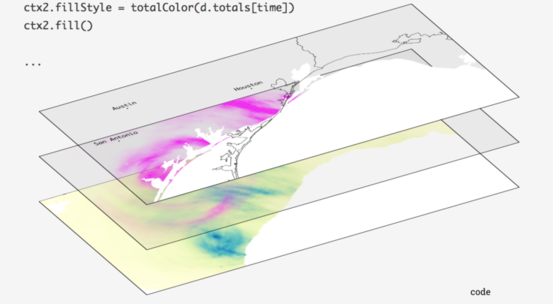 ctx2.fillStyle = totalColor(d.totals[time])
ctx2.fill()
...
Houston
Austin
San Antonio
code